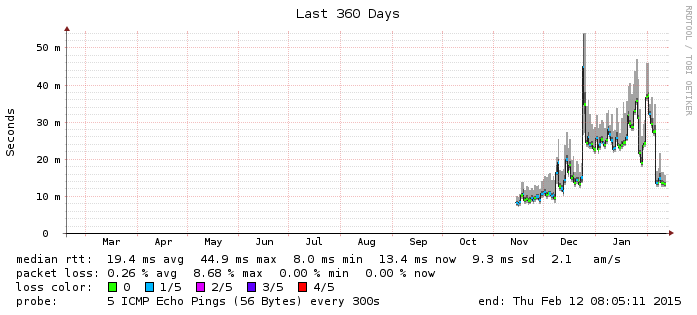 Last 360 Days
RRDTOOL / TOBI OETIKER
Seconds
50 m
40 m
30 m
20 m
10 m
0
Mar Apr May Jun Jul Aug Sep Oct Nov Dec Jan
median rtt: 19.4 ms avg 44.9 ms max 8.0 ms min 13.4 ms now 9.3 ms sd 2.1 am/s
packet loss: 0.26 % avg 8.68 % max 0.00 % min 0.00 % now
loss color: 0 1/5 2/5 3/5 4/5
probe: 5 ICMP Echo Pings (56 Bytes) every 300s end: Thu Feb 12 08:05:11 2015